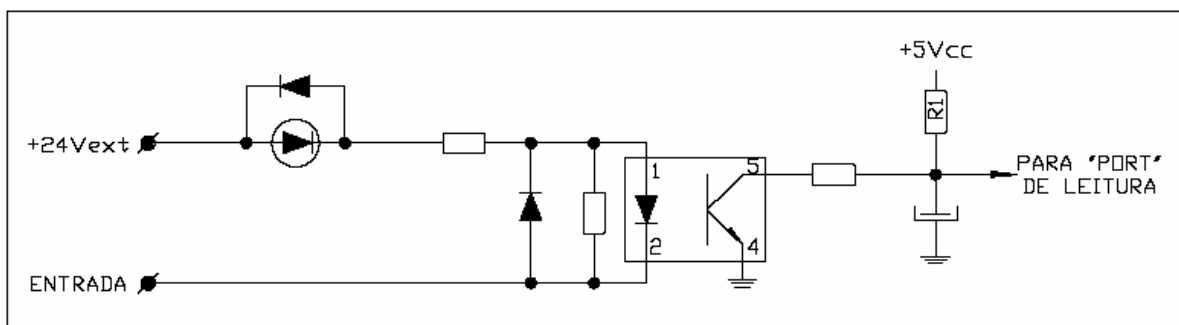 +5Vcc
R1
+24Vext
1
5
PARA 'PORT'
DE LEITURA
2
4
ENTRADA